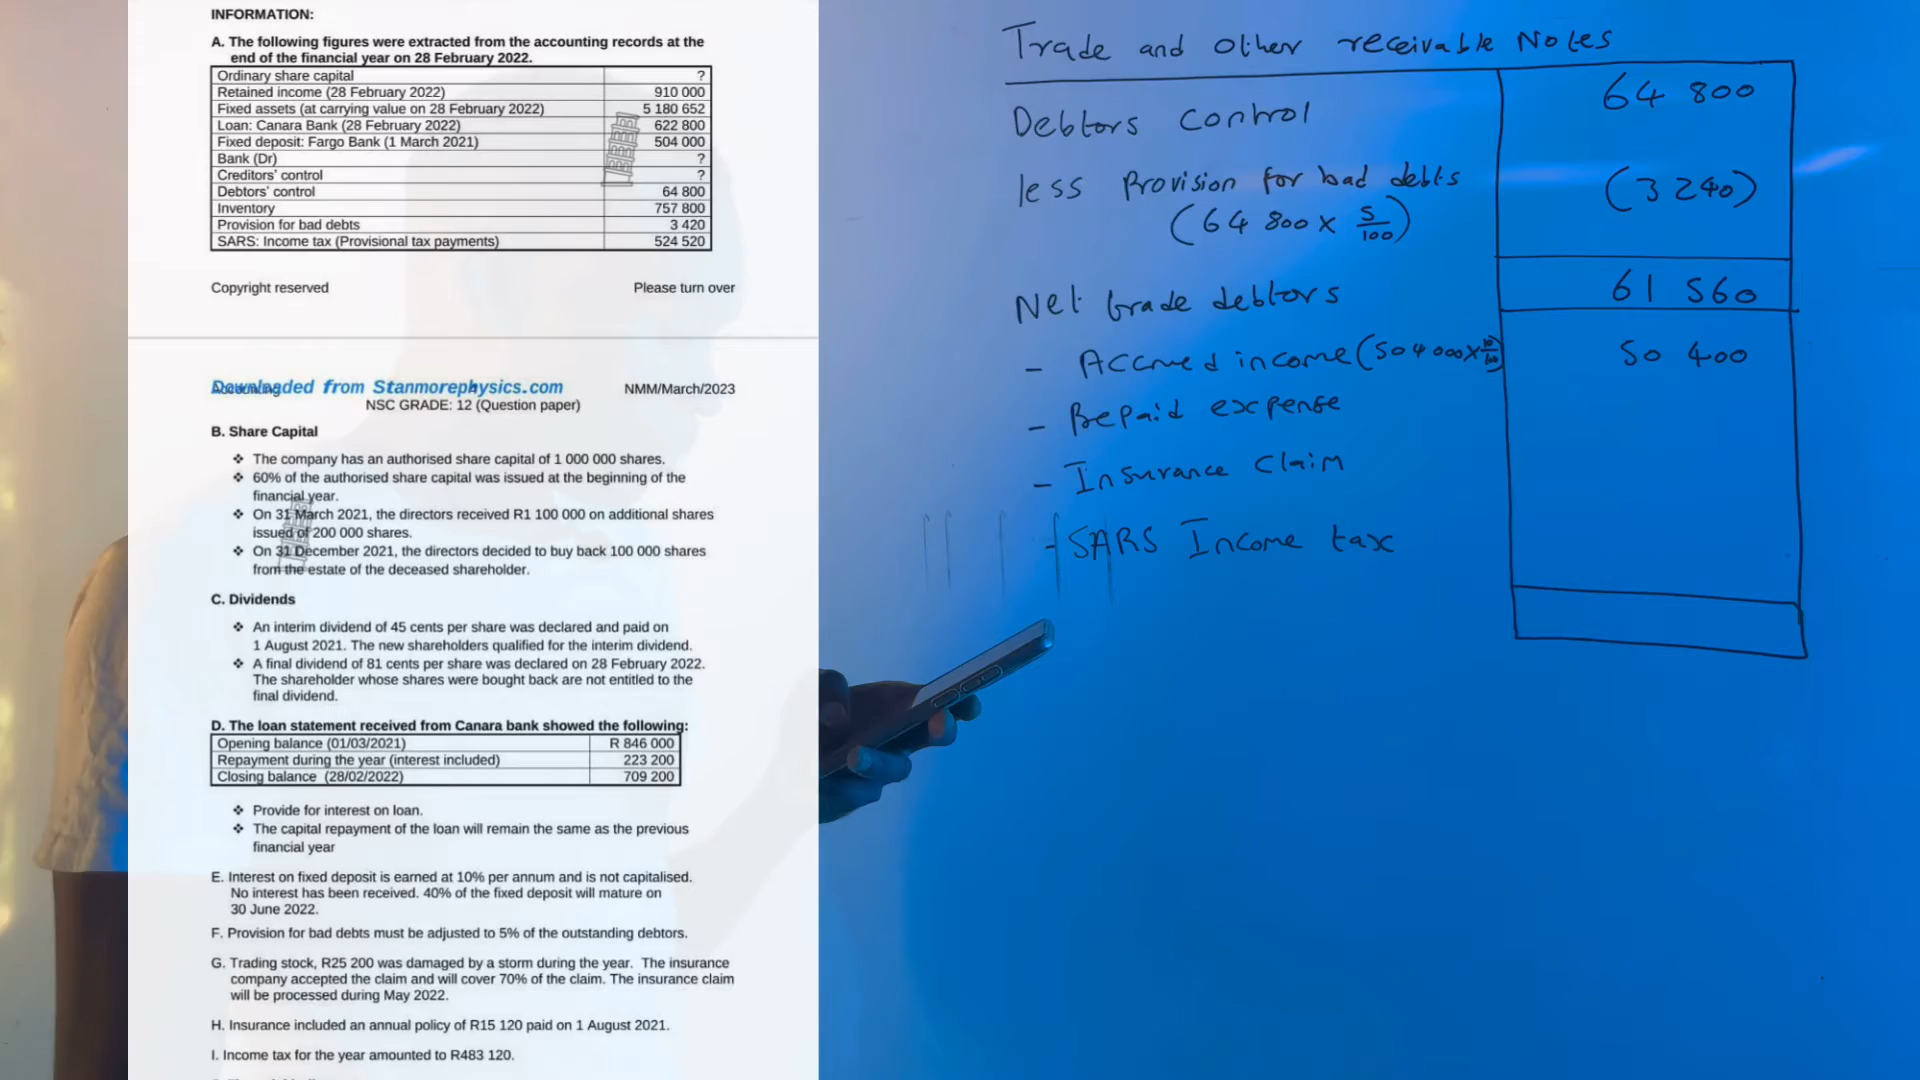 INFORMATION:
A. The following figures were extracted from the accounting records at the
end of the financial year on 28 February 2022.
Ordinary share capital ?
Retained income (28 February 2022) 910 000
Fixed assets (at carrying value on 28 February 2022) 5 180 652
Loan: Canara Bank (28 February 2022) 622 800
Fixed deposit: Fargo Bank (1 March 2021) 504 000
Bank (Dr) ?
Creditors' control ?
Debtors' control 64 800
Inventory 757 800
Provision for bad debts 3 420
SARS: Income tax (Provisional tax payments) 524 520
Copyright reserved Please turn over
Downloaded from Stanmorephysics.com NMM/March/2023
NSC GRADE: 12 (Question paper)
B. Share Capital
❖ The company has an authorised share capital of 1 000 000 shares.
❖ 60% of the authorised share capital was issued at the beginning of the
financial year.
❖ On 31 March 2021, the directors received R1 100 000 on additional shares
issued of 200 000 shares.
❖ On 31 December 2021, the directors decided to buy back 100 000 shares
from the estate of the deceased shareholder.
C. Dividends
❖ An interim dividend of 45 cents per share was declared and paid on
1 August 2021. The new shareholders qualified for the interim dividend.
❖ A final dividend of 81 cents per share was declared on 28 February 2022.
The shareholder whose shares were bought back are not entitled to the
final dividend.
D. The loan statement received from Canara bank showed the following:
Opening balance (01/03/2021) R 846 000
Repayment during the year (interest included) 223 200
Closing balance (28/02/2022) 709 200
❖ Provide for interest on loan.
❖ The capital repayment of the loan will remain the same as the previous
financial year
E. Interest on fixed deposit is earned at 10% per annum and is not capitalised.
No interest has been received. 40% of the fixed deposit will mature on
30 June 2022.
F. Provision for bad debts must be adjusted to 5% of the outstanding debtors.
G. Trading stock, R25 200 was damaged by a storm during the year. The insurance
company accepted the claim and will cover 70% of the claim. The insurance claim
will be processed during May 2022.
H. Insurance included an annual policy of R15 120 paid on 1 August 2021.
I. Income tax for the year amounted to R483 120.
Trade and other receivable Notes
Debtors control 64 800
less Provision for bad debts (3 240)
(64 800 x 5/100)
Net trade debtors 61 560
- Accrued income (504 000 x 10/100) 50 400
- Prepaid expense
- Insurance claim
- SARS Income tax